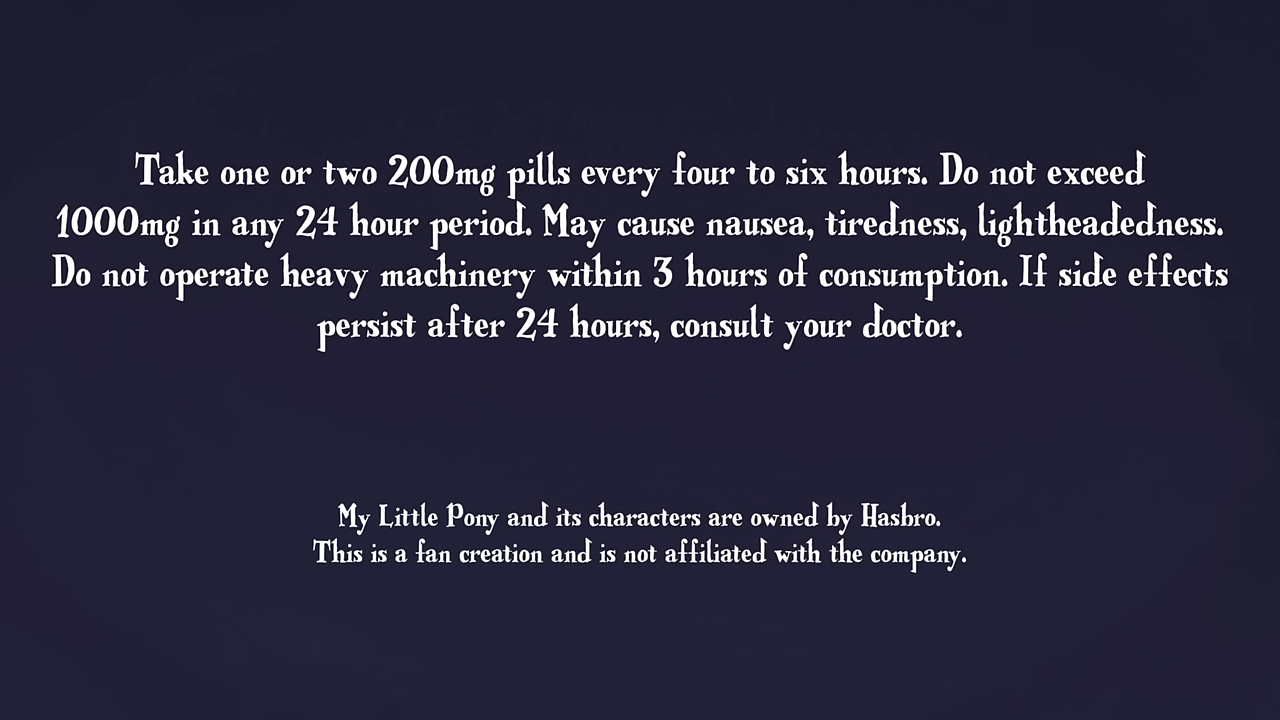 Take one or two 200mg pills every four to six hours. Do not exceed
1000mg in any 24 hour period. May cause nausea, tiredness, lightheadedness.
Do not operate heavy machinery within 3 hours of consumption. If side effects
persist after 24 hours, consult your doctor.
My Little Pony and its characters are owned by Hasbro.
This is a fan creation and is not affiliated with the company.